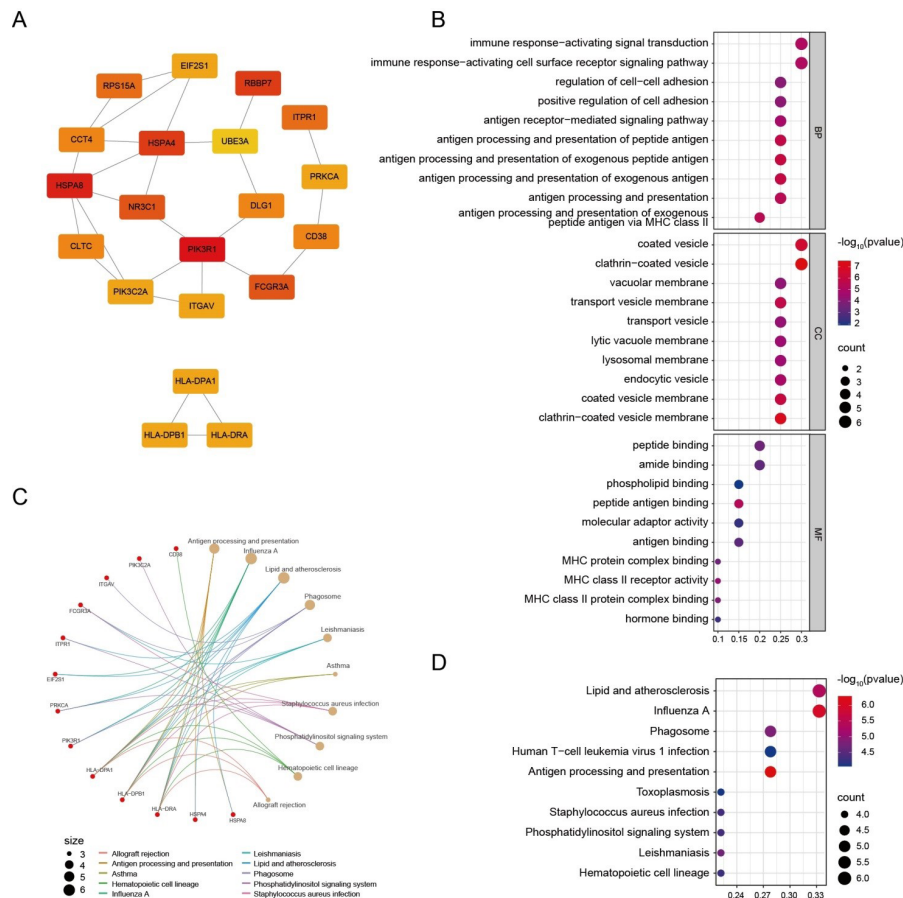 A
EIF2S1
RPS15A
RBBP7
ITPR1
CCT4
HSPA4
UBE3A
PRKCA
HSPA8
NR3C1
DLG1
CD38
CLTC
PIK3R1
PIK3C2A
ITGAV
FCGR3A
HLA-DPA1
HLA-DPB1
HLA-DRA
B
immune response-activating signal transduction
immune response-activating cell surface receptor signaling pathway
regulation of cell-cell adhesion
positive regulation of cell adhesion
antigen receptor-mediated signaling pathway
antigen processing and presentation of peptide antigen
antigen processing and presentation of exogenous peptide antigen
antigen processing and presentation of exogenous antigen
antigen processing and presentation
antigen processing and presentation of exogenous
peptide antigen via MHC class II
BP
coated vesicle
clathrin-coated vesicle
vacuolar membrane
transport vesicle membrane
transport vesicle
lytic vacuole membrane
lysosomal membrane
endocytic vesicle
coated vesicle membrane
clathrin-coated vesicle membrane
CC
peptide binding
amide binding
phospholipid binding
peptide antigen binding
molecular adaptor activity
antigen binding
MHC protein complex binding
MHC class II receptor activity
MHC class II protein complex binding
hormone binding
MF
0.1 0.15 0.2 0.25 0.3
-log10(pvalue)
7
6
5
4
3
2
count
2
3
4
5
6
C
Antigen processing and presentation
Influenza A
Lipid and atherosclerosis
Phagosome
Leishmaniasis
Asthma
Staphylococcus aureus infection
Phosphatidylinositol signaling system
Hematopoietic cell lineage
Allograft rejection
HSPA8
HSPA4
HLA-DRA
HLA-DPB1
HLA-DPA1
PIK3R1
PRKCA
EIF2S1
ITPR1
FCGR3A
ITGAV
PIK3C2A
CD38
size
3
4
5
6
Allograft rejection
Antigen processing and presentation
Asthma
Hematopoietic cell lineage
Influenza A
Leishmaniasis
Lipid and atherosclerosis
Phagosome
Phosphatidylinositol signaling system
Staphylococcus aureus infection
D
Lipid and atherosclerosis
Influenza A
Phagosome
Human T-cell leukemia virus 1 infection
Antigen processing and presentation
Toxoplasmosis
Staphylococcus aureus infection
Phosphatidylinositol signaling system
Leishmaniasis
Hematopoietic cell lineage
0.24 0.27 0.30 0.33
-log10(pvalue)
6.0
5.5
5.0
4.5
count
4.0
4.5
5.0
5.5
6.0